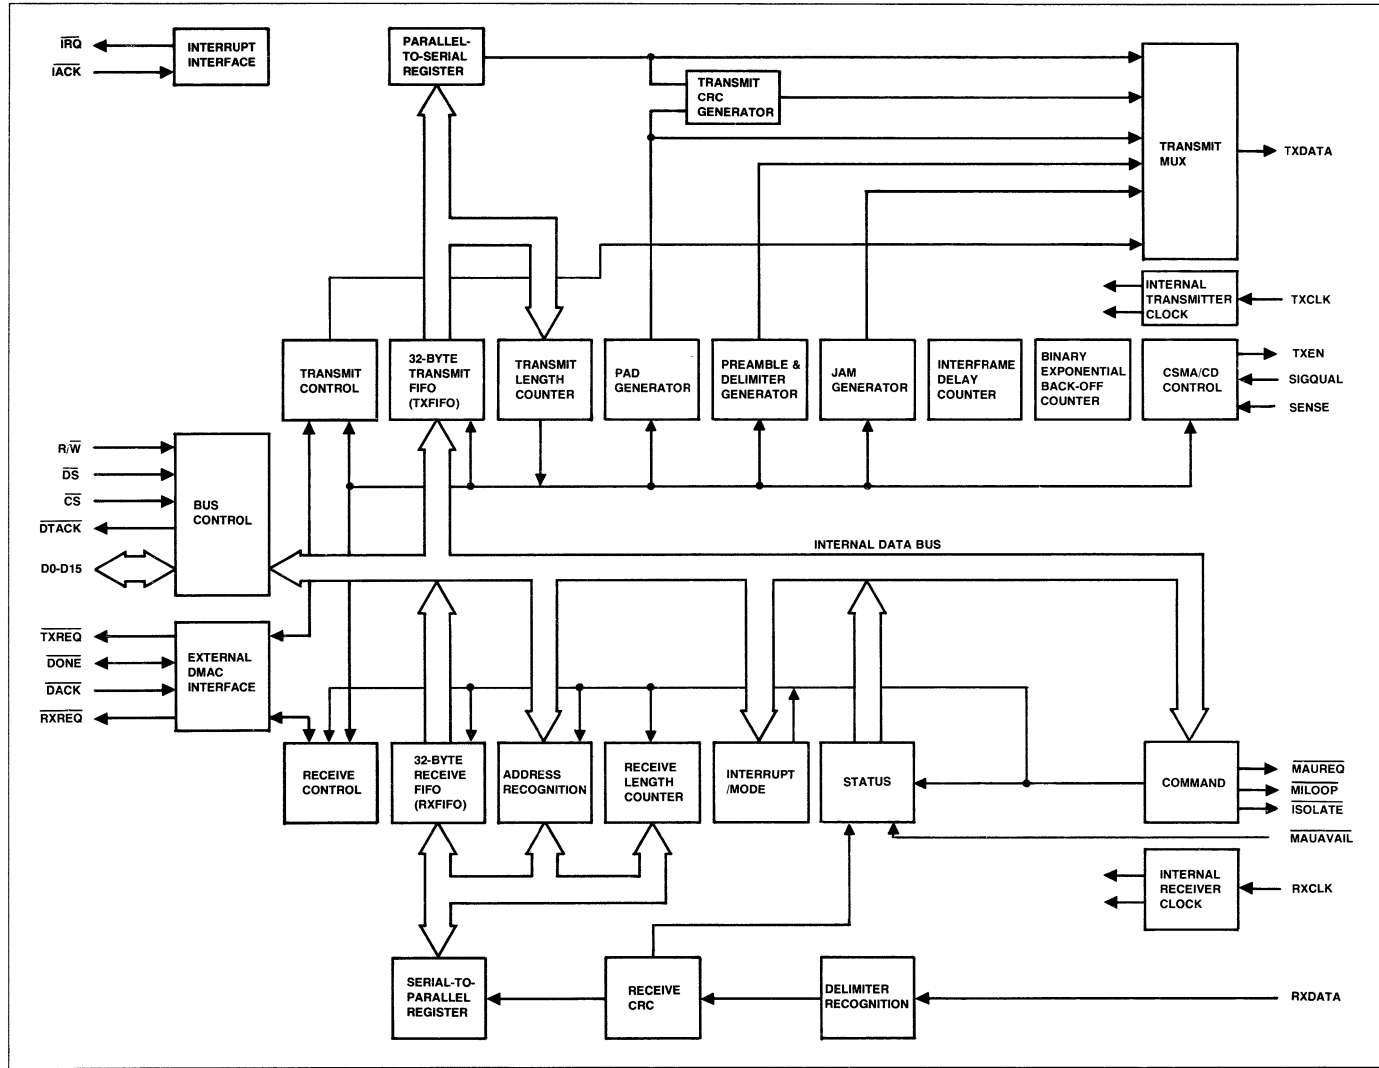 IRQ
IACK
INTERRUPT
INTERFACE
PARALLEL-
TO-SERIAL
REGISTER
TRANSMIT
CRC
GENERATOR
TRANSMIT
MUX
TXDATA
INTERNAL
TRANSMITTER
CLOCK
TXCLK
TRANSMIT
CONTROL
32-BYTE
TRANSMIT
FIFO
(TXFIFO)
TRANSMIT
LENGTH
COUNTER
PAD
GENERATOR
PREAMBLE &
DELIMITER
GENERATOR
JAM
GENERATOR
INTERFRAME
DELAY
COUNTER
BINARY
EXPONENTIAL
BACK-OFF
COUNTER
CSMA/CD
CONTROL
TXEN
SIGQUAL
SENSE
R/W
DS
CS
DTACK
D0-D15
BUS
CONTROL
INTERNAL DATA BUS
TXREQ
DONE
DACK
RXREQ
EXTERNAL
DMAC
INTERFACE
RECEIVE
CONTROL
32-BYTE
RECEIVE
FIFO
(RXFIFO)
ADDRESS
RECOGNITION
RECEIVE
LENGTH
COUNTER
INTERRUPT
/MODE
STATUS
COMMAND
MAUREQ
MILOOP
ISOLATE
MAUAVAIL
INTERNAL
RECEIVER
CLOCK
RXCLK
SERIAL-TO-
PARALLEL
REGISTER
RECEIVE
CRC
DELIMITER
RECOGNITION
RXDATA